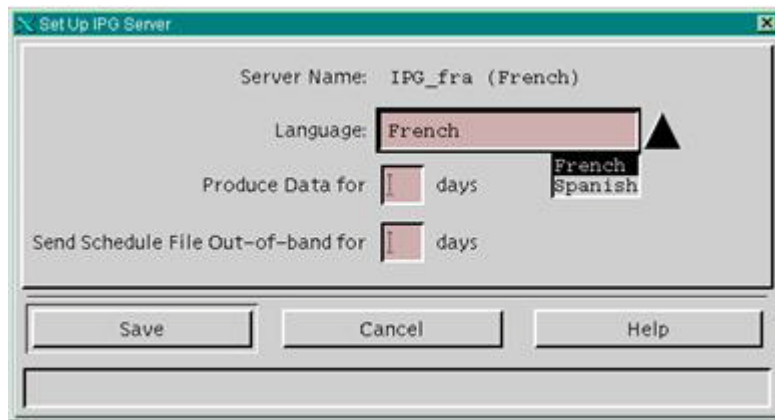 Set Up IPG Server
Server Name: IPG_fra (French)
Language: French
French
Spanish
Produce Data for days
Send Schedule File Out-of-band for days
Save Cancel Help